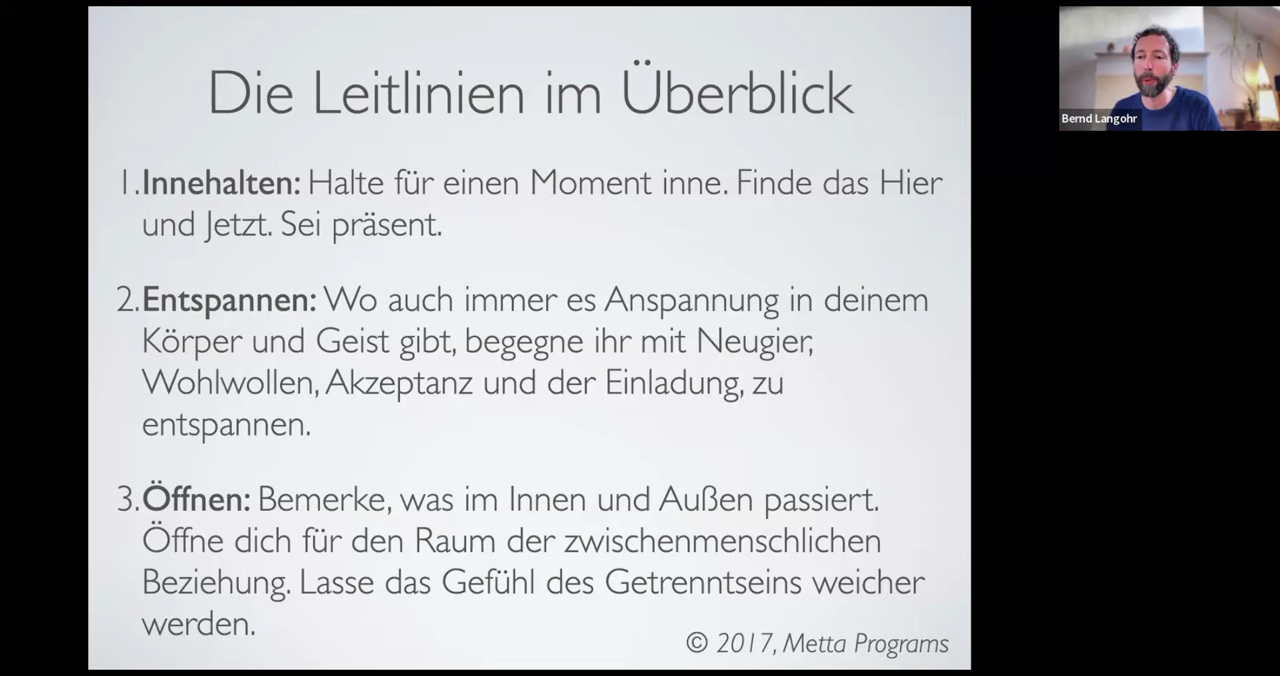 Die Leitlinien im Überblick
1. Innehalten: Halte für einen Moment inne. Finde das Hier
und Jetzt. Sei präsent.
2. Entspannen: Wo auch immer es Anspannung in deinem
Körper und Geist gibt, begegne ihr mit Neugier,
Wohlwollen, Akzeptanz und der Einladung, zu
entspannen.
3. Öffnen: Bemerke, was im Innen und Außen passiert.
Öffne dich für den Raum der zwischenmenschlichen
Beziehung. Lasse das Gefühl des Getrenntseins weicher
werden.
© 2017, Metta Programs
Bernd Langohr